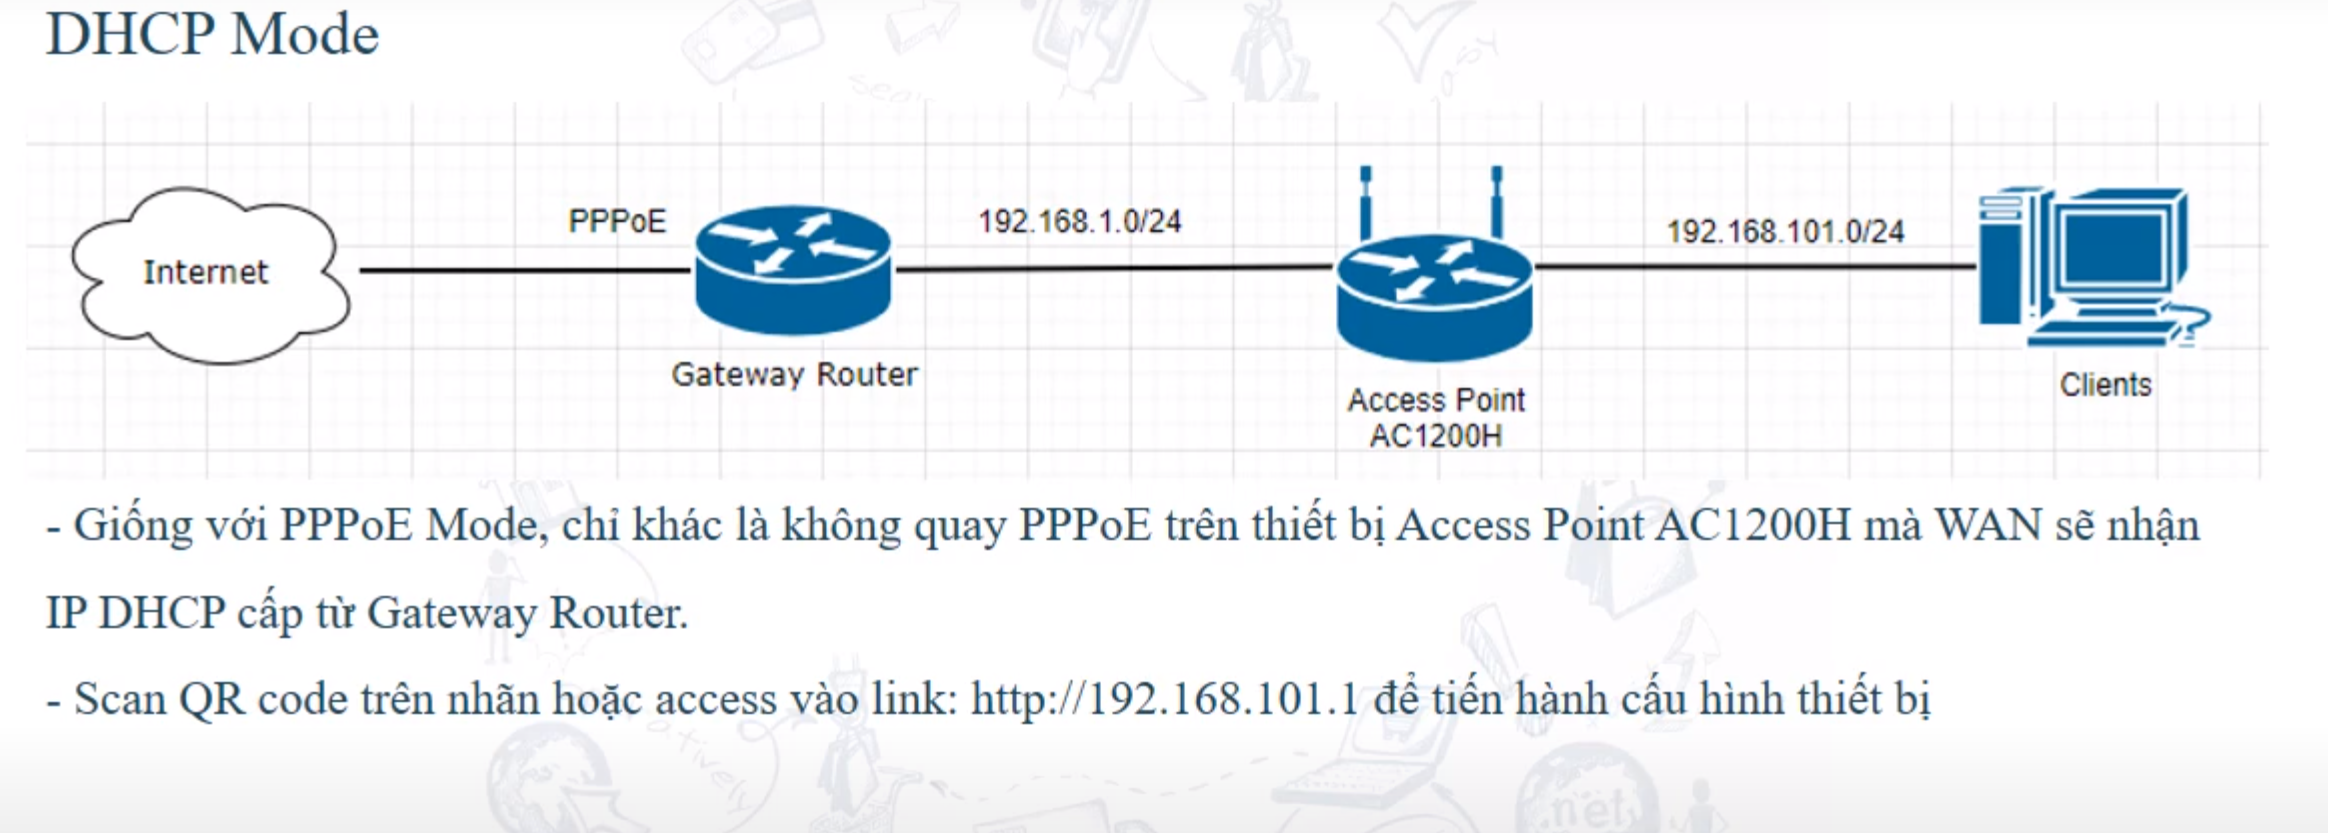 DHCP Mode
PPPoE
192.168.1.0/24
192.168.101.0/24
Internet
Gateway Router
Access Point
AC1200H
Clients
- Giống với PPPoE Mode, chỉ khác là không quay PPPoE trên thiết bị Access Point AC1200H mà WAN sẽ nhận
IP DHCP cấp từ Gateway Router.
- Scan QR code trên nhãn hoặc access vào link: http://192.168.101.1 để tiến hành cấu hình thiết bị
.net